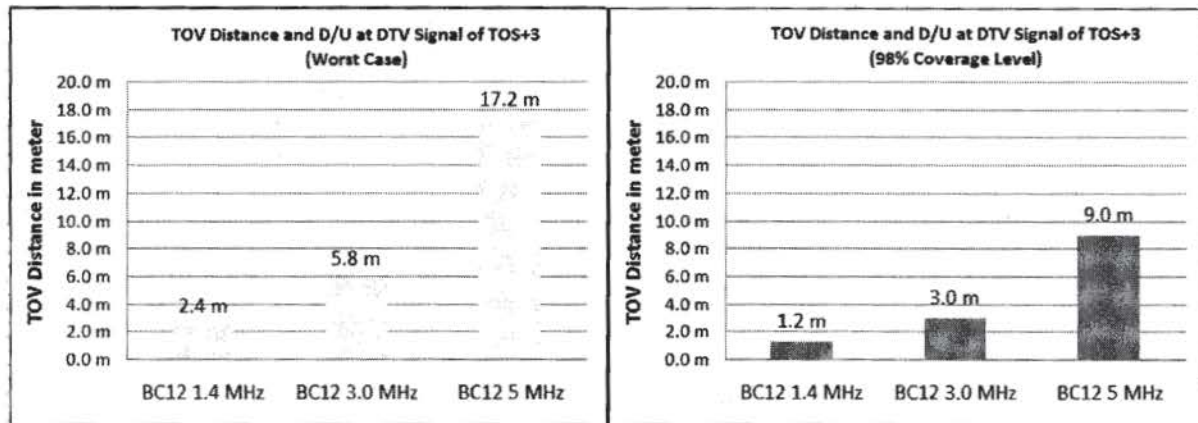 TOV Distance and D/U at DTV Signal of TOS+3
(Worst Case)
TOV Distance in meter
20.0 m
18.0 m
16.0 m
14.0 m
12.0 m
10.0 m
8.0 m
6.0 m
4.0 m
2.0 m
0.0 m
2.4 m
5.8 m
17.2 m
BC12 1.4 MHz BC12 3.0 MHz BC12 5 MHz
TOV Distance and D/U at DTV Signal of TOS+3
(98% Coverage Level)
TOV Distance in meter
20.0 m
18.0 m
16.0 m
14.0 m
12.0 m
10.0 m
8.0 m
6.0 m
4.0 m
2.0 m
0.0 m
1.2 m
3.0 m
9.0 m
BC12 1.4 MHz BC12 3.0 MHz BC12 5 MHz